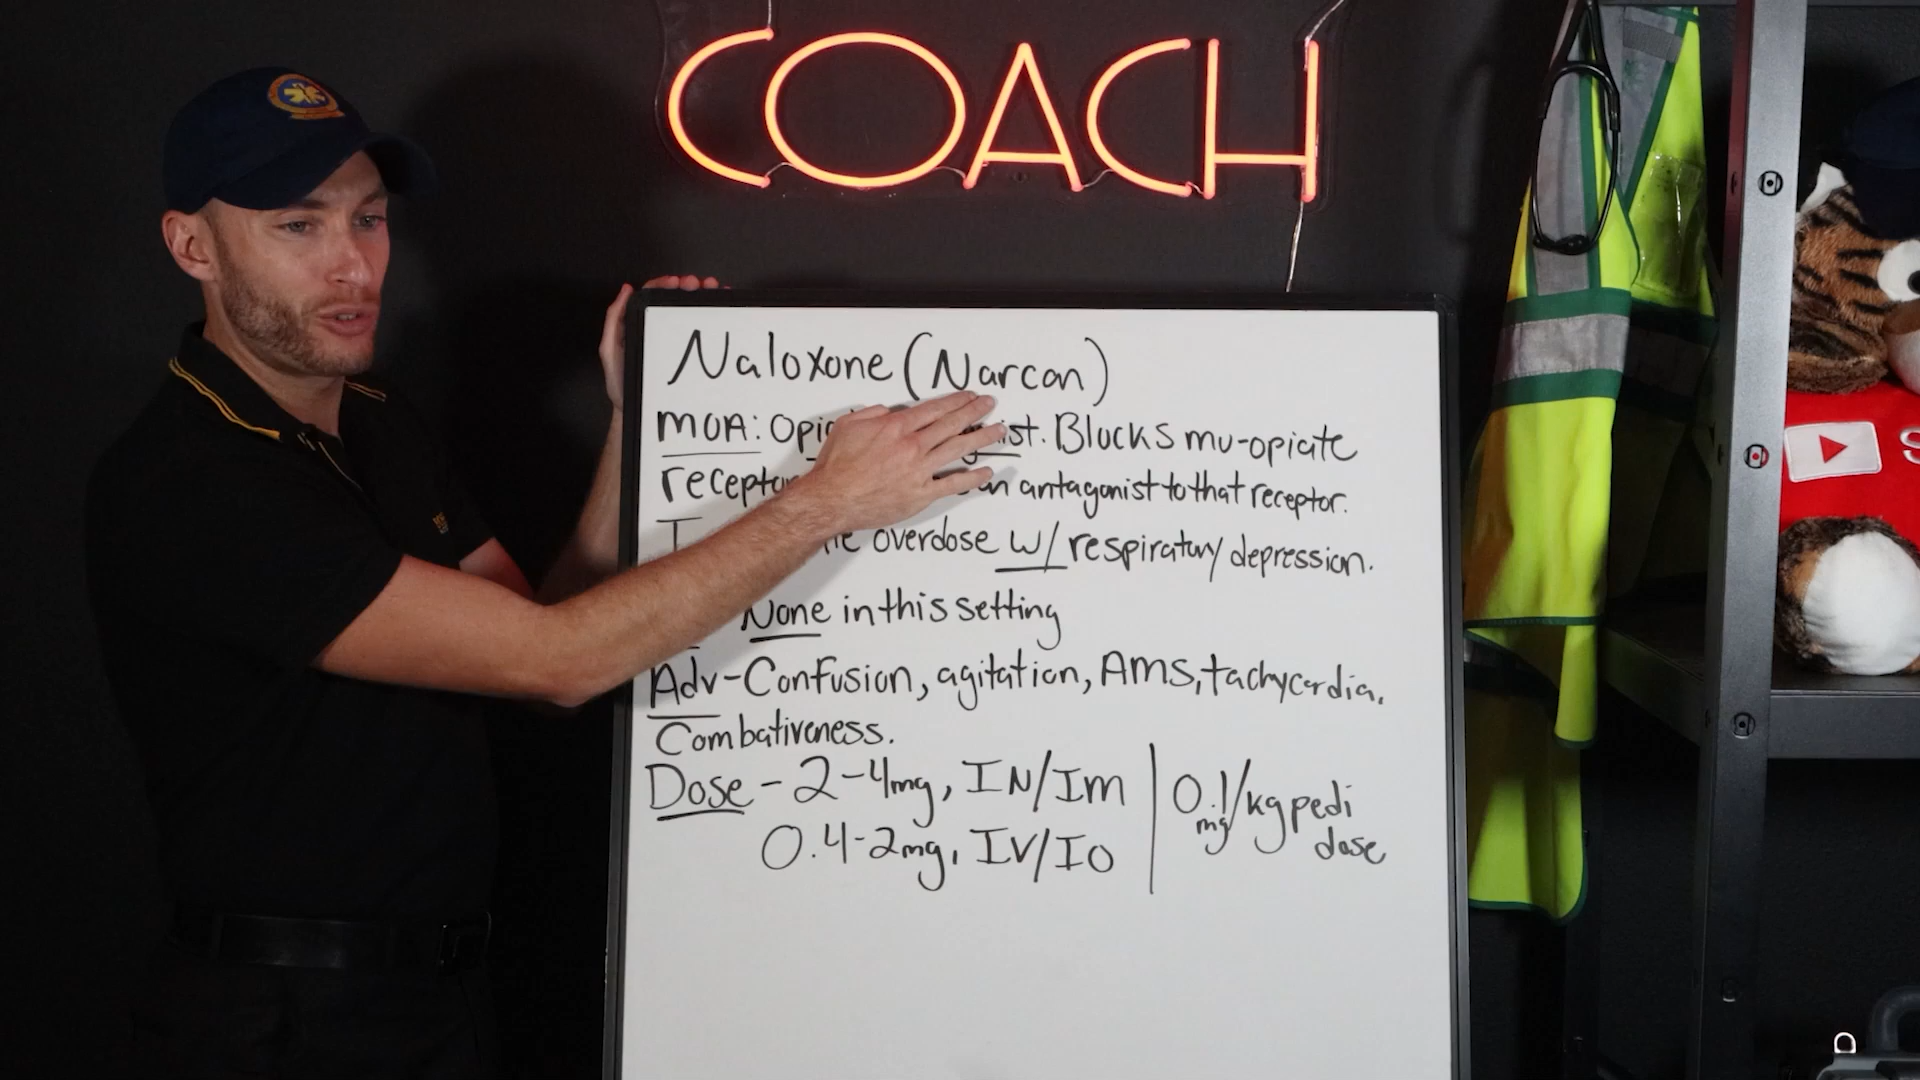 COACH
Naloxone (Narcan)
MOA: Opi ist. Blocks mu-opiate
recepto an antagonist to that receptor.
I overdose w/ respiratory depression.
None in this setting
Adv - Confusion, agitation, AMS, tachycardia.
Combativeness.
Dose - 2-4mg, IN/IM
0.4-2mg, IV/IO
0.1/kg pedi
mg
dose
S